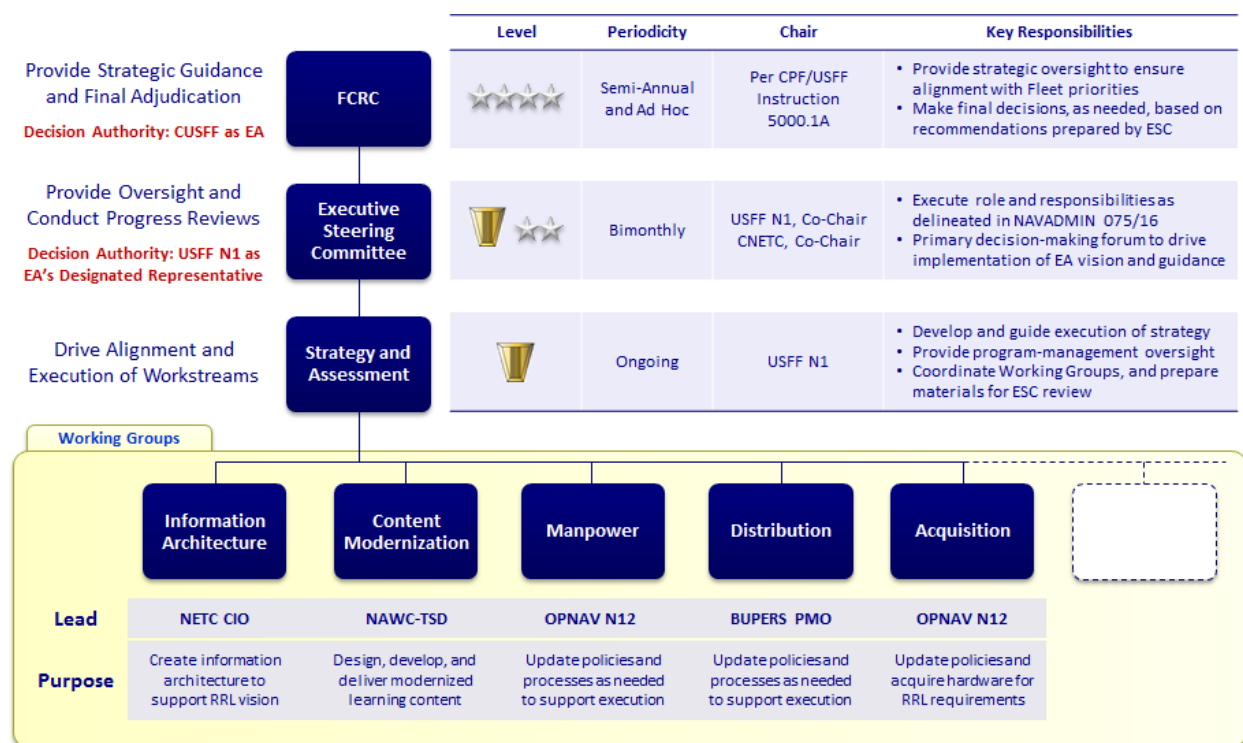 Level Periodicity Chair Key Responsibilities
Provide Strategic Guidance
and Final Adjudication
Decision Authority: CUSFF as EA
FCRC
Semi-Annual
and Ad Hoc
Per CPF/USFF
Instruction
5000.1A
• Provide strategic oversight to ensure
alignment with Fleet priorities
• Make final decisions, as needed, based on
recommendations prepared by ESC
Provide Oversight and
Conduct Progress Reviews
Decision Authority: USFF N1 as
EA's Designated Representative
Executive
Steering
Committee
Bimonthly
USFF N1, Co-Chair
CNETC, Co-Chair
• Execute role and responsibilities as
delineated in NAVADMIN 075/16
• Primary decision-making forum to drive
implementation of EA vision and guidance
Drive Alignment and
Execution of Workstreams
Strategy and
Assessment
Ongoing
USFF N1
• Develop and guide execution of strategy
• Provide program-management oversight
• Coordinate Working Groups, and prepare
materials for ESC review
Working Groups
Information
Architecture
Content
Modernization
Manpower
Distribution
Acquisition
Lead
NETC CIO
NAWC-TSD
OPNAV N12
BUPERS PMO
OPNAV N12
Purpose
Create information
architecture to
support RRL vision
Design, develop, and
deliver modernized
learning content
Update policies and
processes as needed
to support execution
Update policies and
processes as needed
to support execution
Update policies and
acquire hardware for
RRL requirements